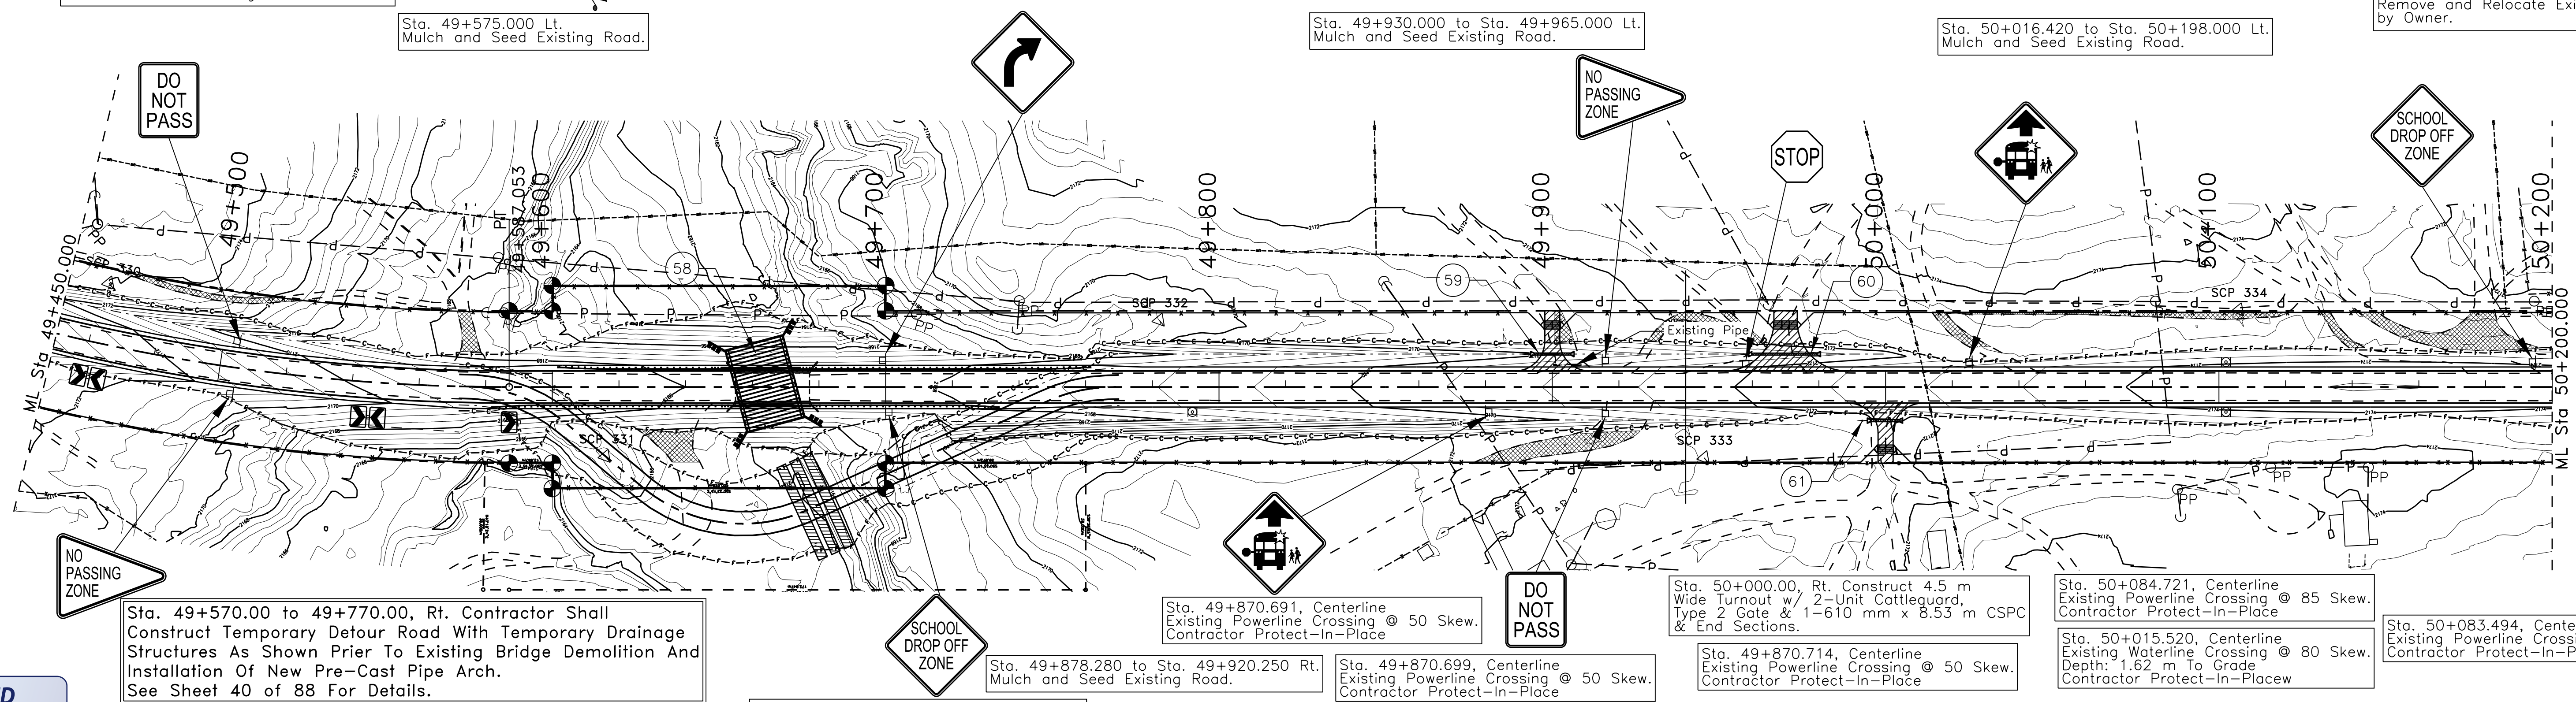 Sta. 49+575.000 Lt.
Mulch and Seed Existing Road.
Sta. 49+930.000 to Sta. 49+965.000 Lt.
Mulch and Seed Existing Road.
Sta. 50+016.420 to Sta. 50+198.000 Lt.
Mulch and Seed Existing Road.
Remove and Relocate Exi
by Owner.
DO
NOT
PASS
NO
PASSING
ZONE
STOP
SCHOOL
DROP OFF
ZONE
ML Sta 49+450.000
49+500
PIT
49+587.053
49+600
49+700
49+800
49+900
50+000
50+100
50+200
ML Sta 50+200.000
SCP 330
58
SCP 332
59
Existing Pipe
60
SCP 334
SCP 331
SCP 333
61
PP
PP
PP
PP
PP
PP
NO
PASSING
ZONE
Sta. 49+570.00 to 49+770.00, Rt. Contractor Shall
Construct Temporary Detour Road With Temporary Drainage
Structures As Shown Prier To Existing Bridge Demolition And
Installation Of New Pre-Cast Pipe Arch.
See Sheet 40 of 88 For Details.
SCHOOL
DROP OFF
ZONE
Sta. 49+878.280 to Sta. 49+920.250 Rt.
Mulch and Seed Existing Road.
Sta. 49+870.691, Centerline
Existing Powerline Crossing @ 50 Skew.
Contractor Protect-In-Place
DO
NOT
PASS
Sta. 49+870.699, Centerline
Existing Powerline Crossing @ 50 Skew.
Contractor Protect-In-Place
Sta. 50+000.00, Rt. Construct 4.5 m
Wide Turnout w/ 2-Unit Cattleguard,
Type 2 Gate & 1-610 mm x 8.53 m CSPC
& End Sections.
Sta. 49+870.714, Centerline
Existing Powerline Crossing @ 50 Skew.
Contractor Protect-In-Place
Sta. 50+084.721, Centerline
Existing Powerline Crossing @ 85 Skew.
Contractor Protect-In-Place
Sta. 50+015.520, Centerline
Existing Waterline Crossing @ 80 Skew.
Depth: 1.62 m To Grade
Contractor Protect-In-Placew
Sta. 50+083.494, Cente
Existing Powerline Crossi
Contractor Protect-In-P